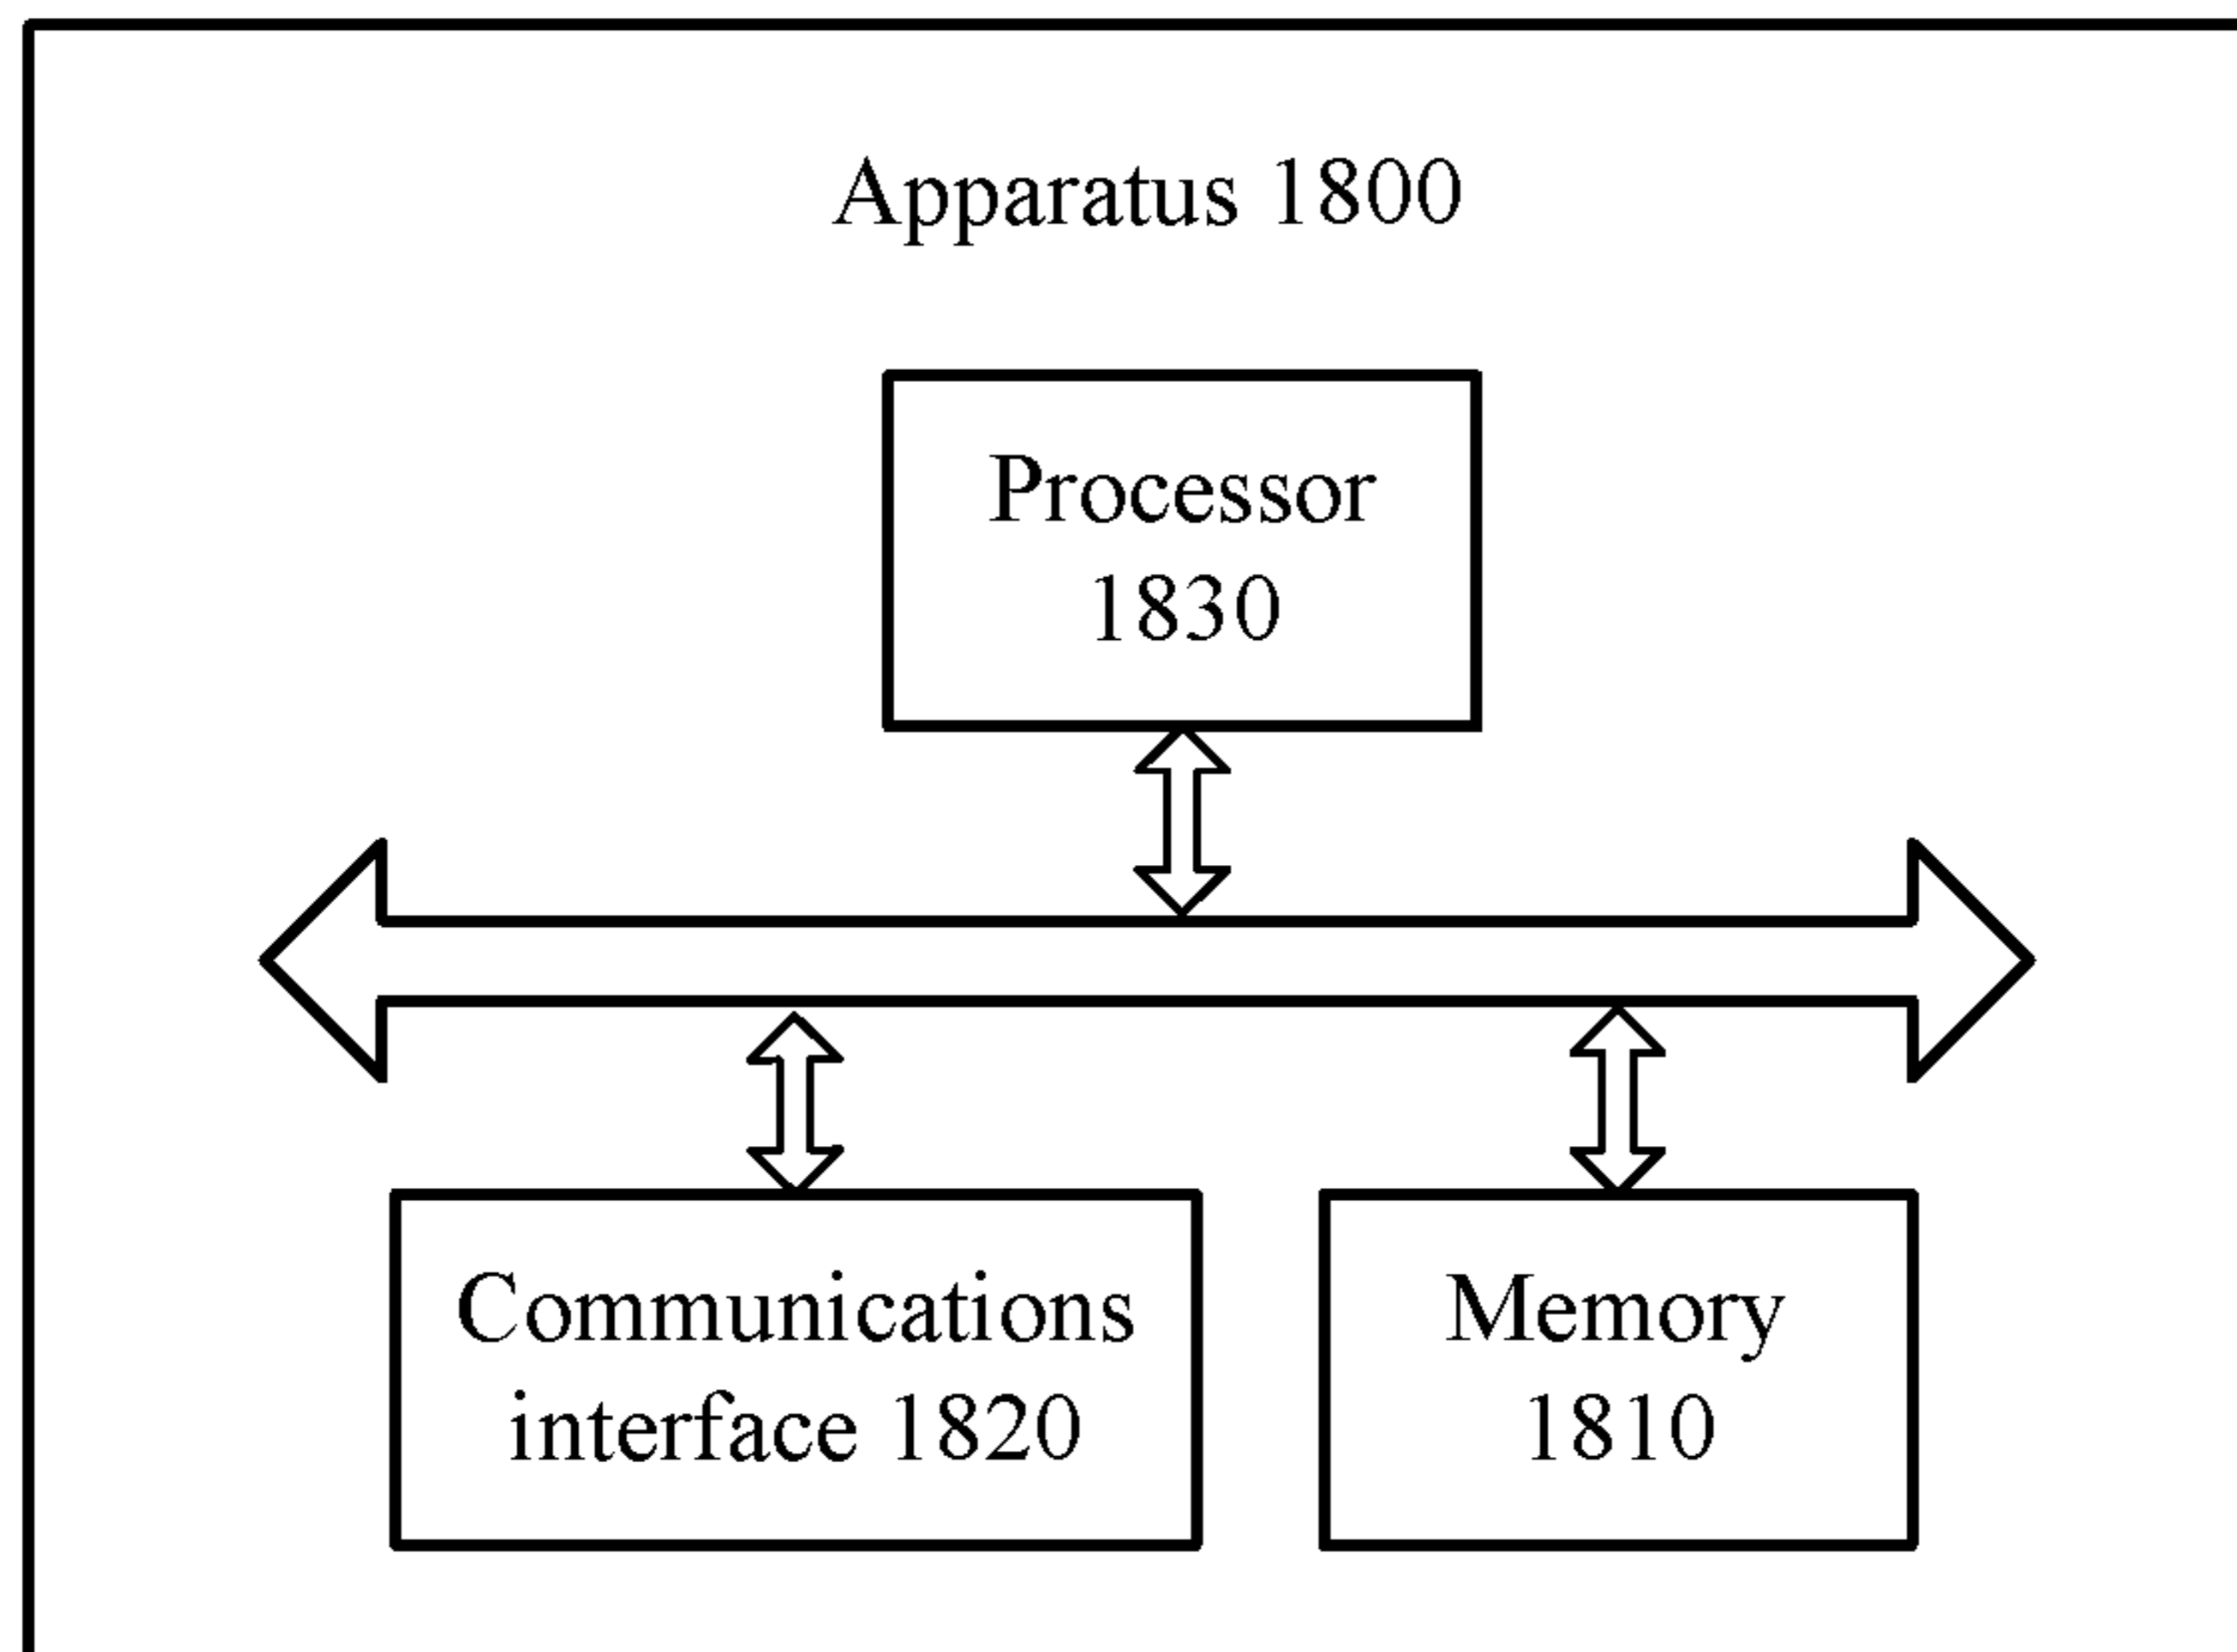 Apparatus 1800
Processor
1830
Communications
interface 1820
Memory
1810